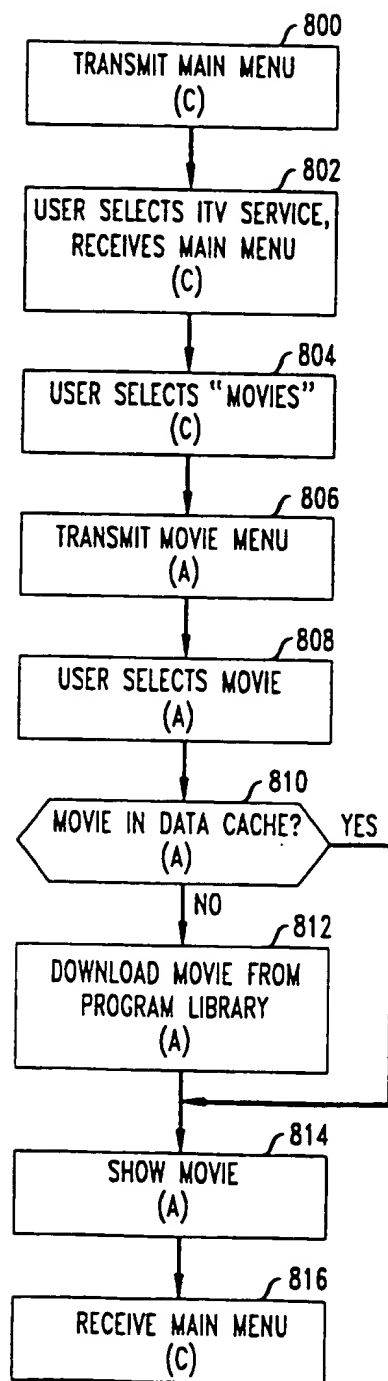 800
TRANSMIT MAIN MENU
(C)
802
USER SELECTS ITV SERVICE,
RECEIVES MAIN MENU
(C)
804
USER SELECTS "MOVIES"
(C)
806
TRANSMIT MOVIE MENU
(A)
808
USER SELECTS MOVIE
(A)
810
MOVIE IN DATA CACHE?
(A)
YES
NO
812
DOWNLOAD MOVIE FROM
PROGRAM LIBRARY
(A)
814
SHOW MOVIE
(A)
816
RECEIVE MAIN MENU
(C)